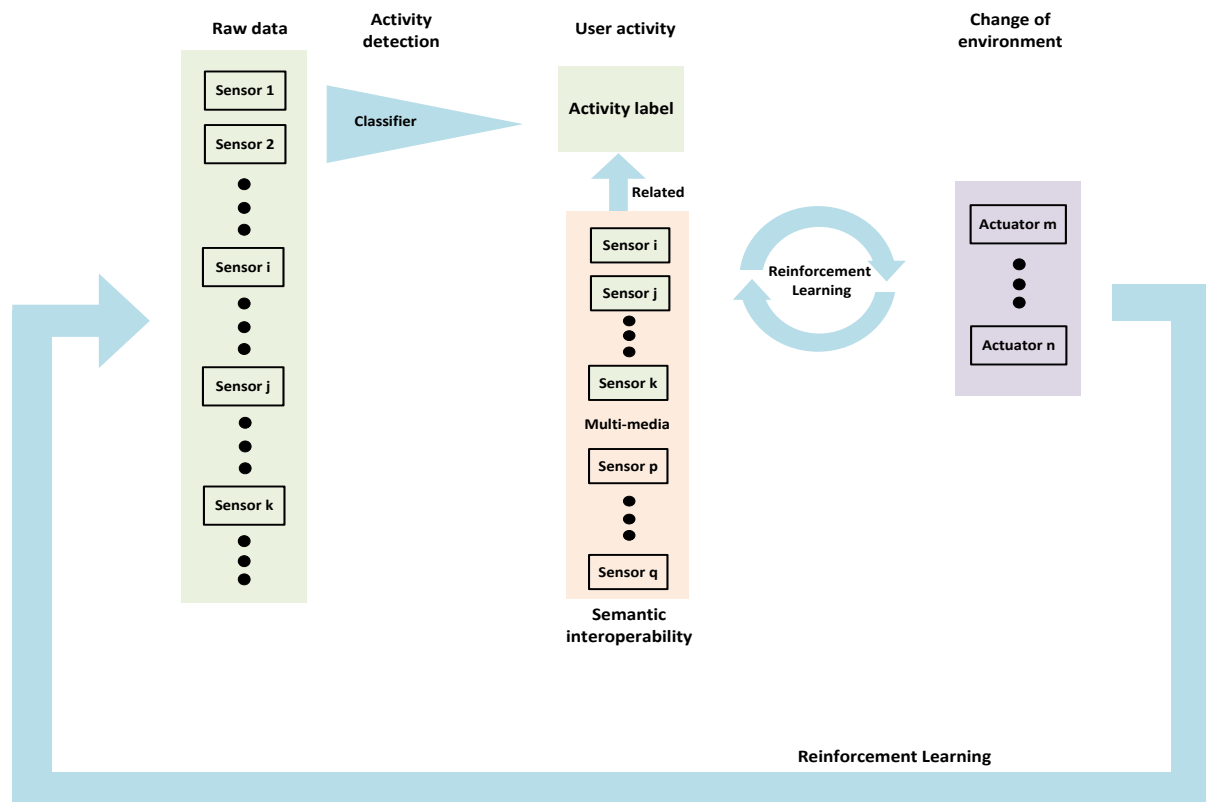 Raw data
Activity
detection
User activity
Change of
environment
Sensor 1
Sensor 2
Sensor i
Sensor j
Sensor k
Classifier
Activity label
Related
Sensor i
Sensor j
Sensor k
Multi-media
Sensor p
Sensor q
Semantic
interoperability
Reinforcement
Learning
Actuator m
Actuator n
Reinforcement Learning